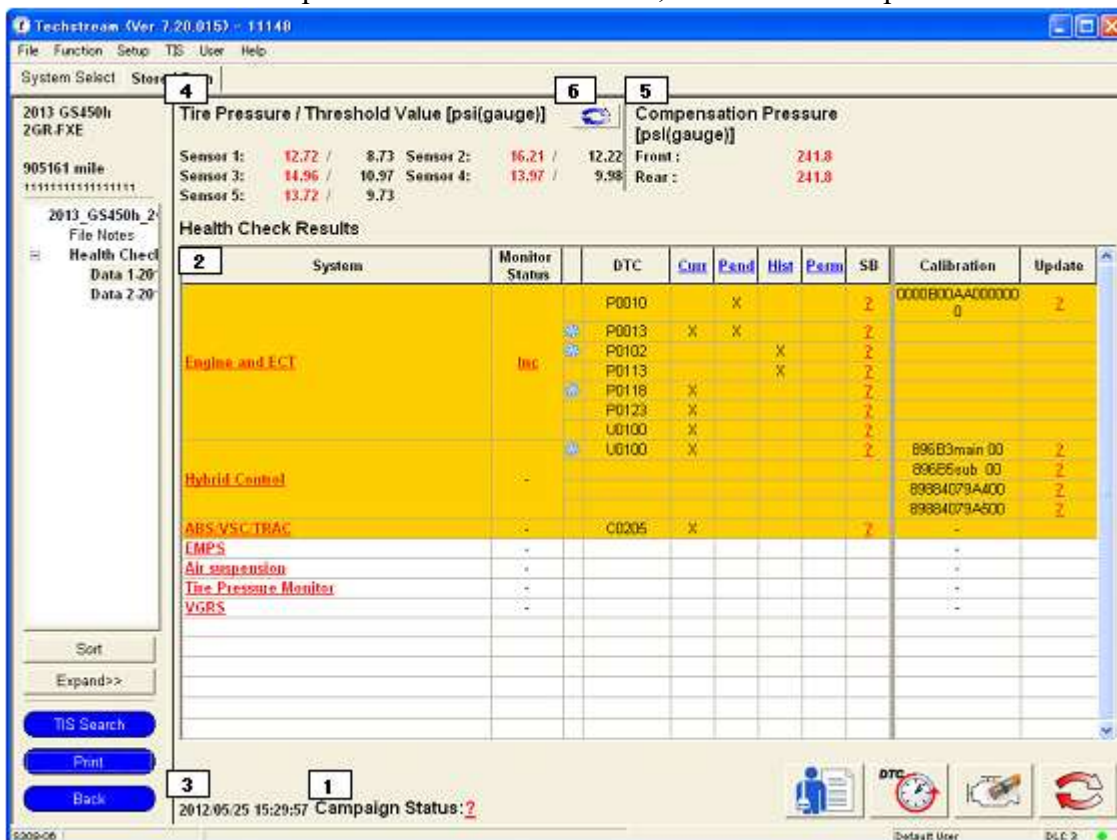 Techstream (Ver 7.20.015) - 11148
File Function Setup TIS User Help
System Select
4
6
5
2013 GS450h
2GR-FXE
905161 mile
11111111111111111
2013_GS450h_2
File Notes
Health Chec
Data 1-20
Data 2-20
Sort
Expand>>
TIS Search
Print
Back
Tire Pressure / Threshold Value [psi(gauge)]
Sensor 1: 12.72 / 8.73 Sensor 2: 16.21 / 12.22
Sensor 3: 14.96 / 10.97 Sensor 4: 13.97 / 9.98
Sensor 5: 13.72 / 9.73
Compensation Pressure
[psi(gauge)]
Front : 241.8
Rear : 241.8
Health Check Results
2
System Monitor Status DTC Curr Pend Hist Perm SB Calibration Update
P0010 X ? 0000B00AA0000000 ?
P0013 X X ?
P0102 X ?
Engine and ECT Inc P0113 X ?
P0118 X ?
P0123 X ?
U0100 X ?
U0100 X ? 896B3main 00 ?
896B5sub 00 ?
Hybrid Control - 89884079A400 ?
89884079A500 ?
ABS/VSC/TRAC - C0205 X ? -
EMPS - -
Air suspension - -
Tire Pressure Monitor - -
VGRS - -
3
1
2012/05/25 15:29:57 Campaign Status:?
DTC
S309-06
Default User
DLC 3